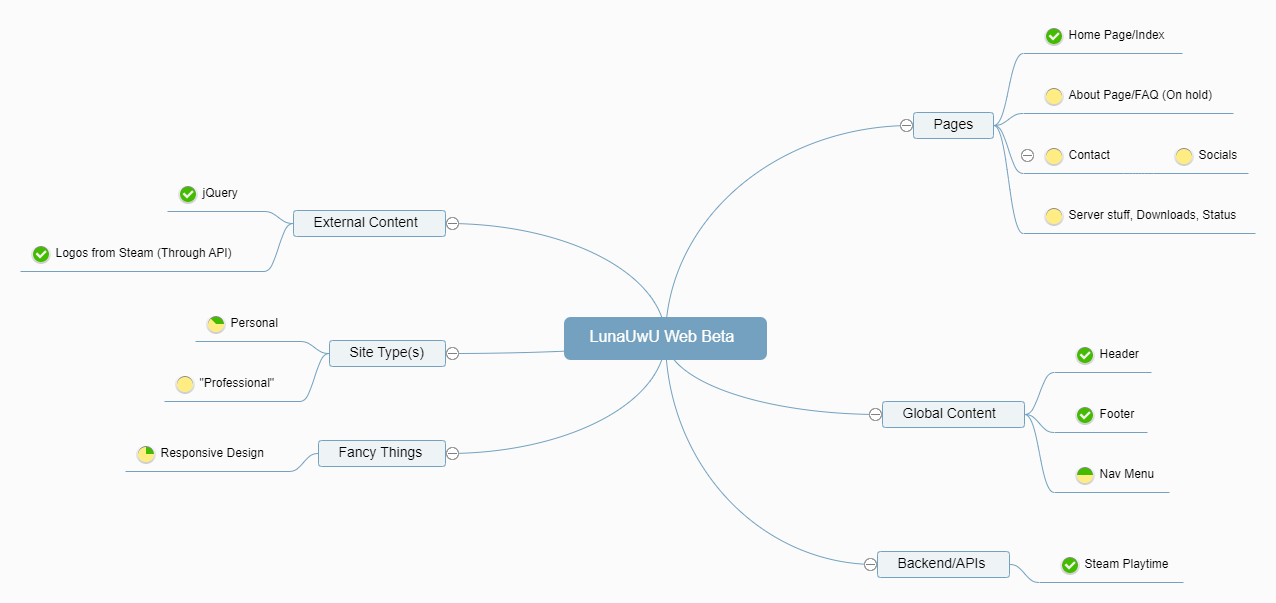 LunaUwU Web Beta
Pages
Home Page/Index
About Page/FAQ (On hold)
Contact
Socials
Server stuff, Downloads, Status
Global Content
Header
Footer
Nav Menu
Backend/APIs
Steam Playtime
External Content
jQuery
Logos from Steam (Through API)
Site Type(s)
Personal
"Professional"
Fancy Things
Responsive Design